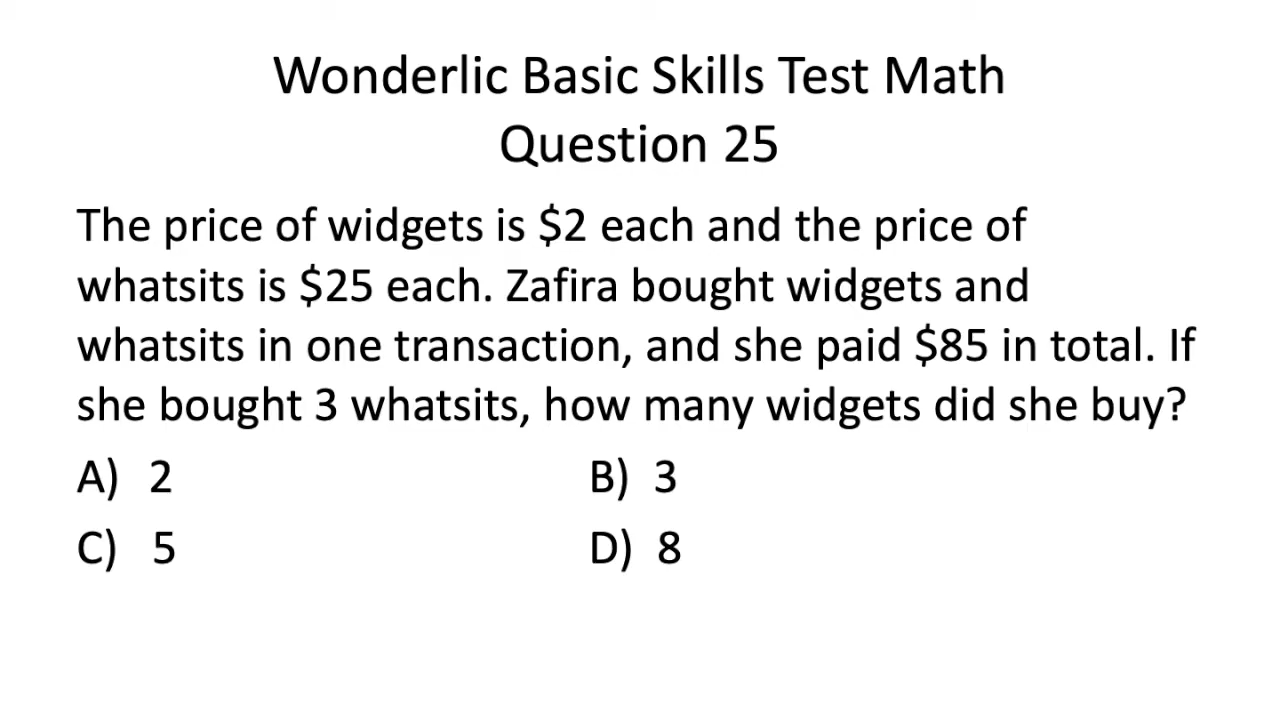 Wonderlic Basic Skills Test Math
Question 25
The price of widgets is $2 each and the price of
whatsits is $25 each. Zafira bought widgets and
whatsits in one transaction, and she paid $85 in total. If
she bought 3 whatsits, how many widgets did she buy?
A) 2 B) 3
C) 5 D) 8